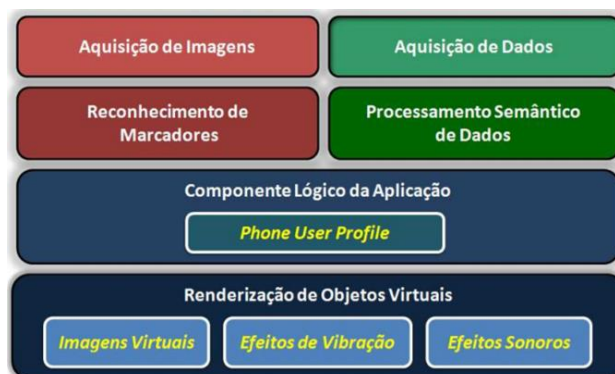 Aquisição de Imagens
Aquisição de Dados
Reconhecimento de
Marcadores
Processamento Semântico
de Dados
Componente Lógico da Aplicação
Phone User Profile
Renderização de Objetos Virtuais
Imagens Virtuais
Efeitos de Vibração
Efeitos Sonoros